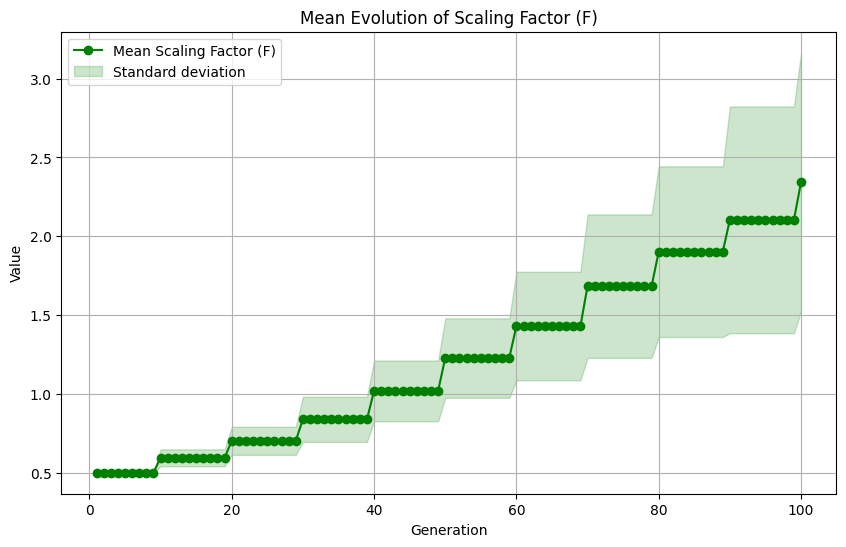 Mean Evolution of Scaling Factor (F)
Mean Scaling Factor (F)
Standard deviation
Value
3.0
2.5
2.0
1.5
1.0
0.5
0 20 40 60 80 100
Generation